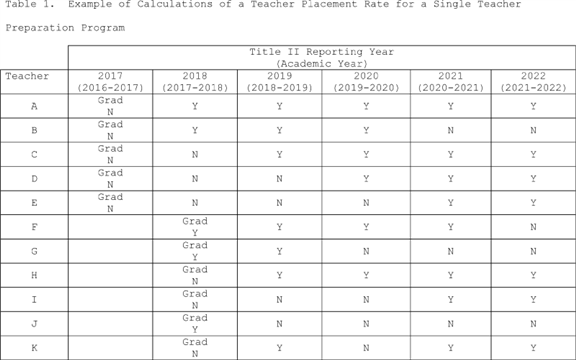 Table 1. Example of Calculations of a Teacher Placement Rate for a Single Teacher
Preparation Program
Title II Reporting Year
(Academic Year)
Teacher 2017 2018 2019 2020 2021 2022
(2016-2017) (2017-2018) (2018-2019) (2019-2020) (2020-2021) (2021-2022)
A Grad N Y Y Y Y Y
B Grad N Y Y Y N N
C Grad N N Y Y Y Y
D Grad N N N Y Y Y
E Grad N N N N Y Y
F Grad Y Y Y Y N
G Grad Y Y N N N
H Grad N Y Y Y Y
I Grad N N N Y Y
J Grad Y N N N N
K Grad N Y N Y Y